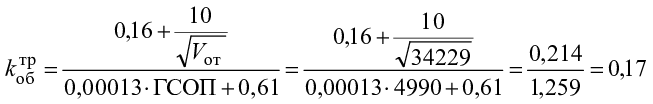 k_об^тр = (0,16 + 10/√V_от)/(0,00013 · ГСОП + 0,61) = (0,16 + 10/√34229)/(0,00013 · 4990 + 0,61) = 0,214/1,259 = 0,17